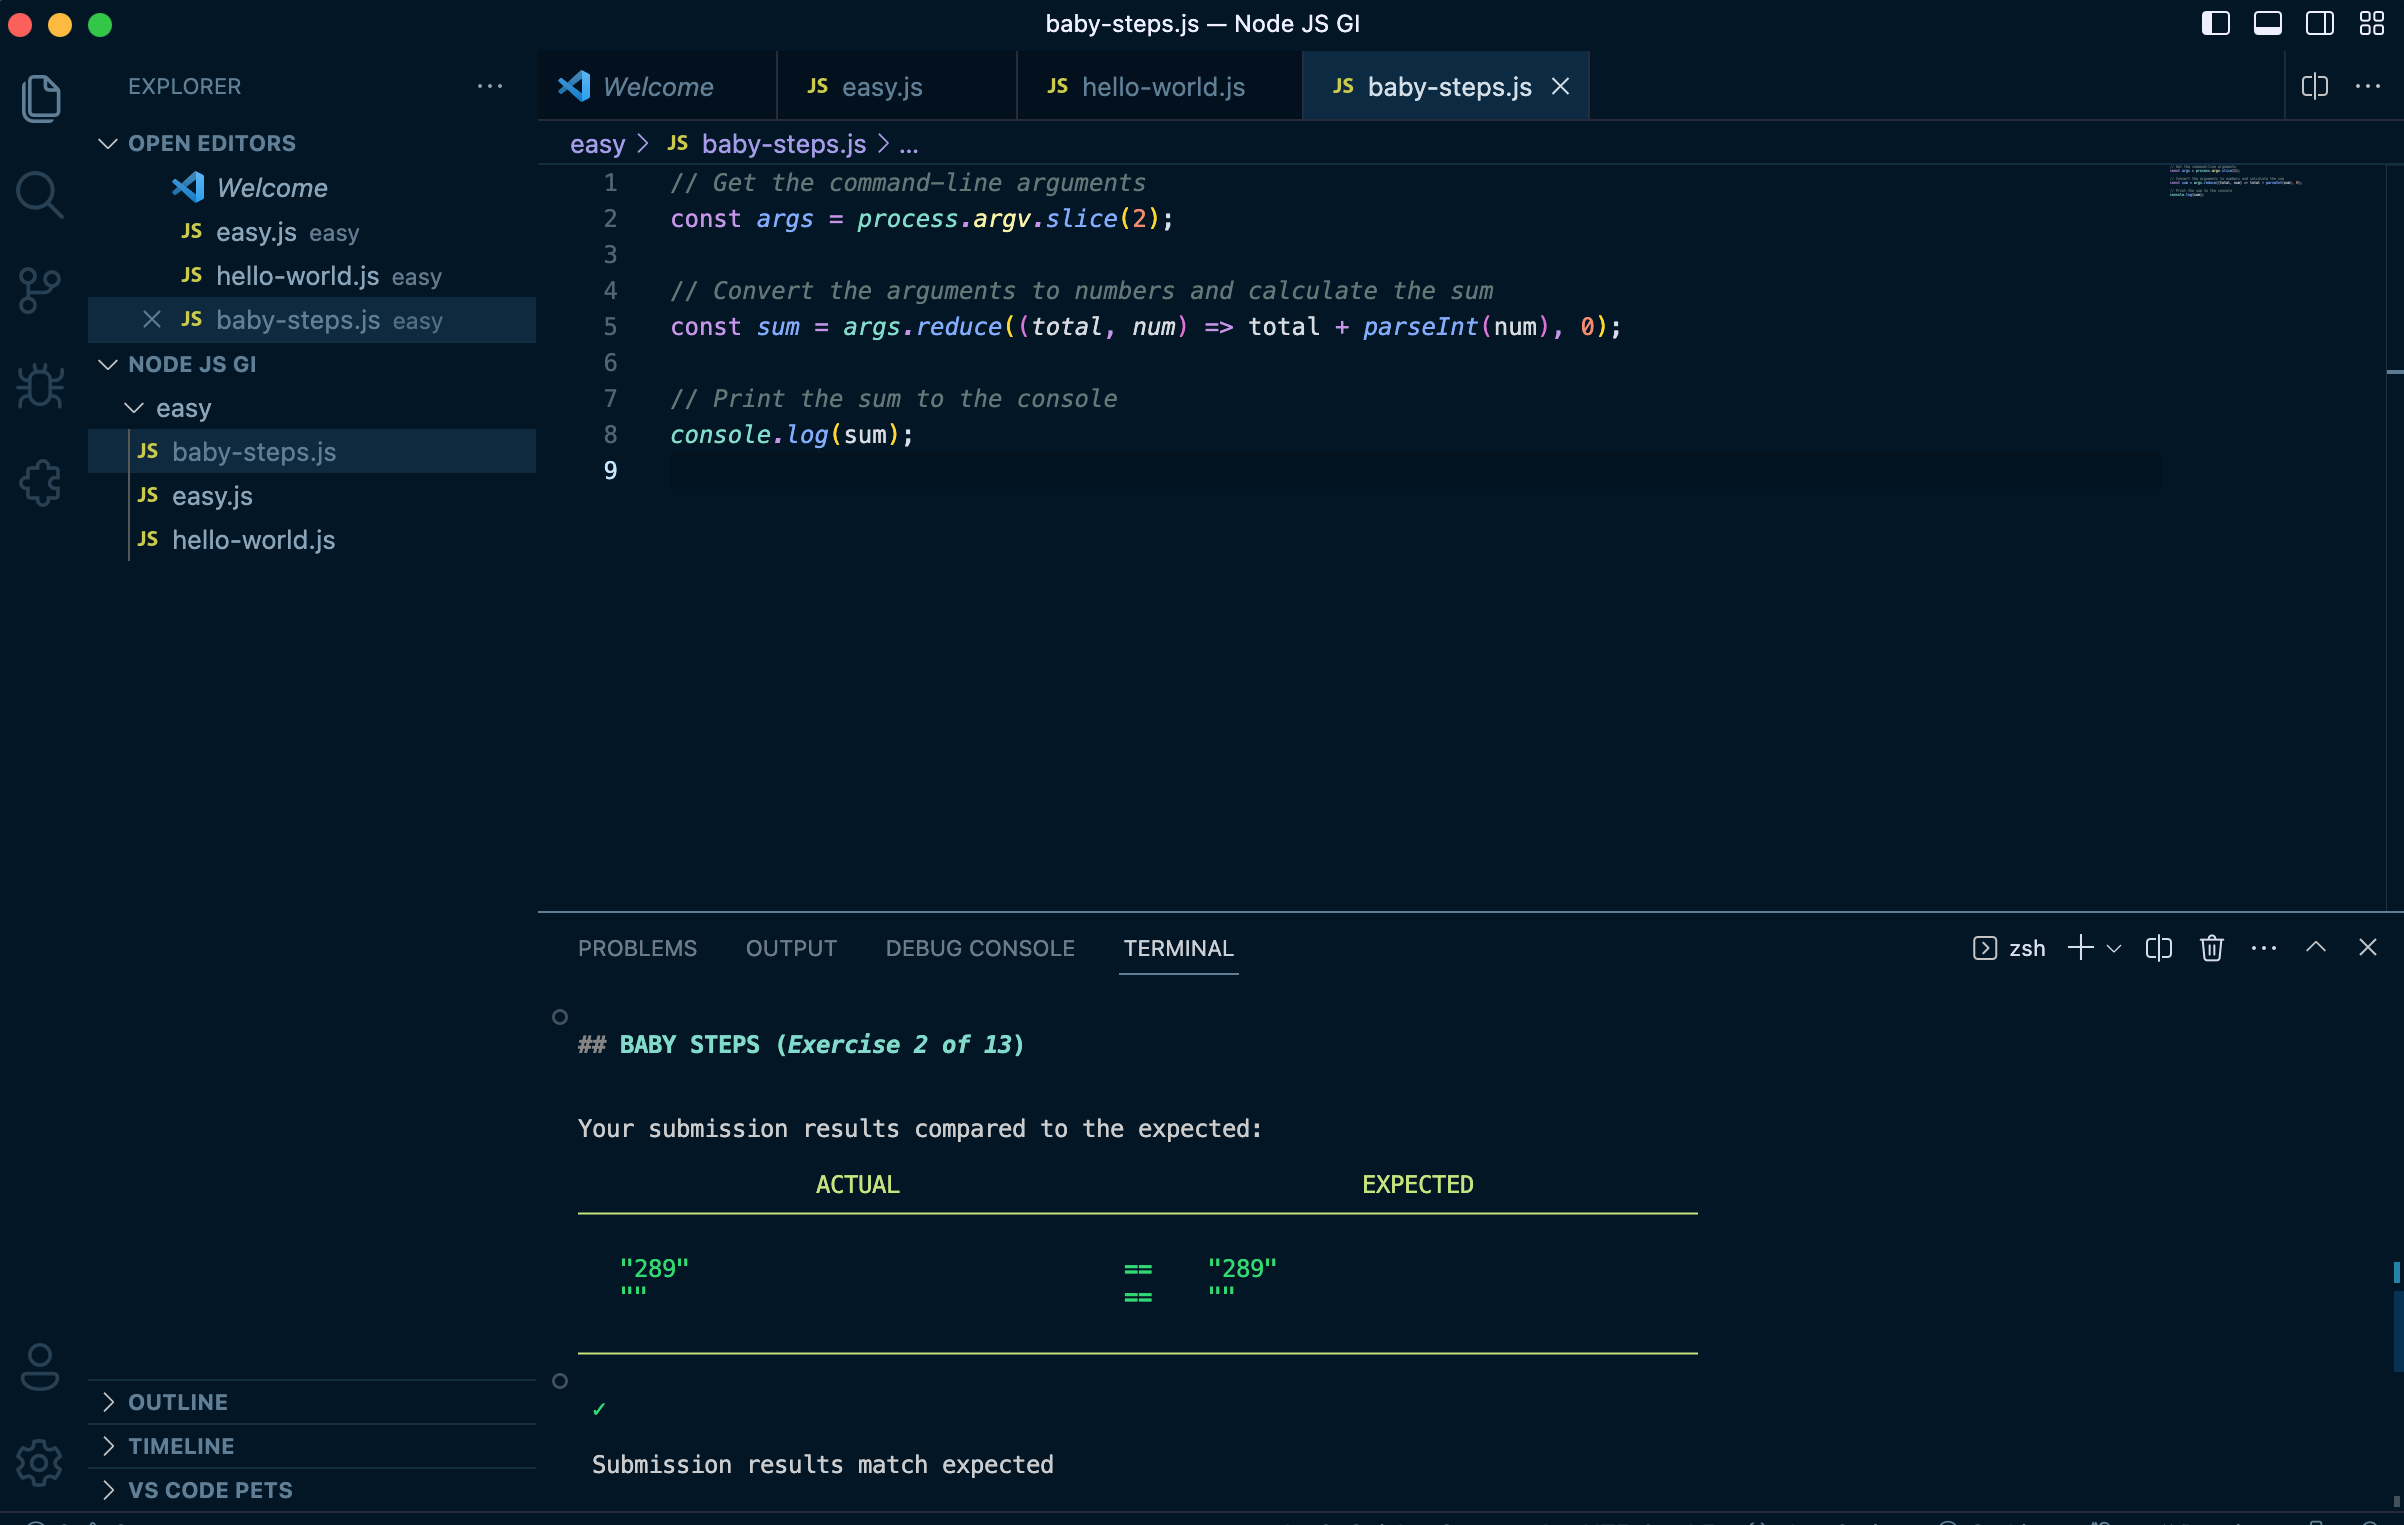 baby-steps.js — Node JS GI
EXPLORER
OPEN EDITORS
Welcome
JS easy.js easy
JS hello-world.js easy
JS baby-steps.js easy
NODE JS GI
easy
JS baby-steps.js
JS easy.js
JS hello-world.js
OUTLINE
TIMELINE
VS CODE PETS
Welcome
JS easy.js
JS hello-world.js
JS baby-steps.js
easy > JS baby-steps.js > ...
1 // Get the command-line arguments
2 const args = process.argv.slice(2);
3
4 // Convert the arguments to numbers and calculate the sum
5 const sum = args.reduce((total, num) => total + parseInt(num), 0);
6
7 // Print the sum to the console
8 console.log(sum);
9
PROBLEMS OUTPUT DEBUG CONSOLE TERMINAL
zsh
## BABY STEPS (Exercise 2 of 13)
Your submission results compared to the expected:
ACTUAL EXPECTED
"289" == "289"
"" == ""
✓
Submission results match expected